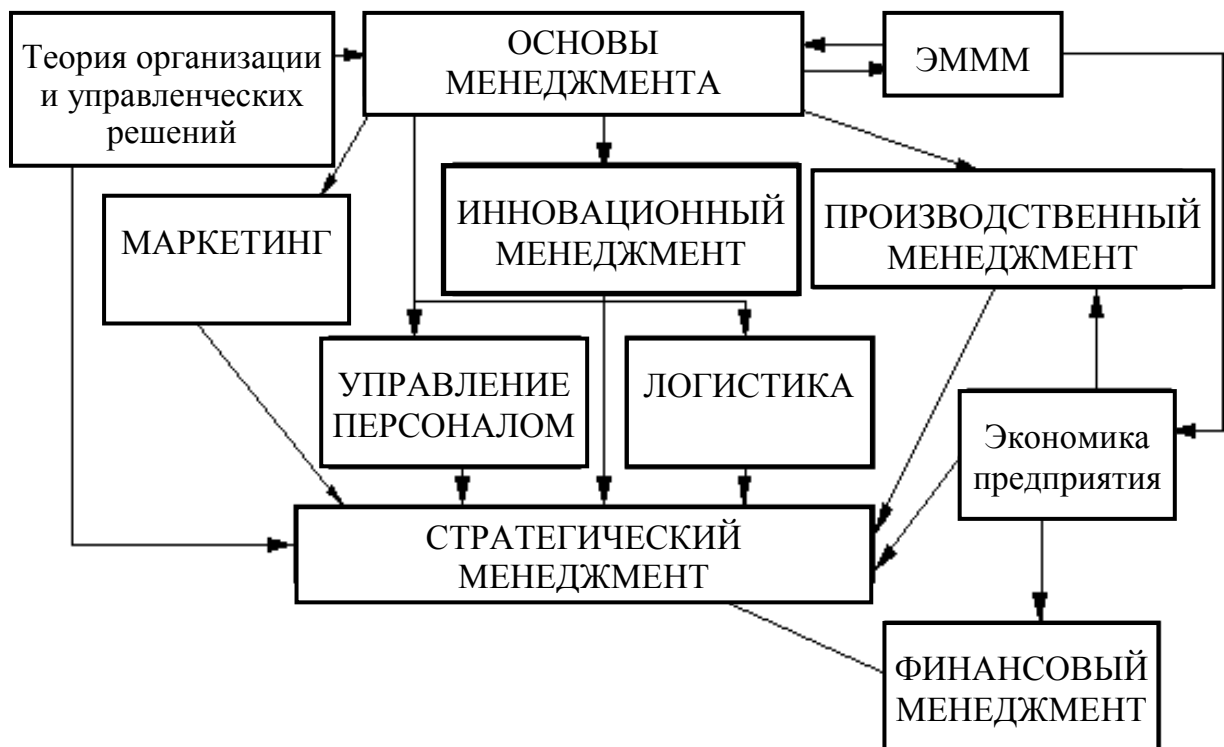 Теория организации
и управленческих
решений
ОСНОВЫ
МЕНЕДЖМЕНТА
ЭМММ
МАРКЕТИНГ
ИННОВАЦИОННЫЙ
МЕНЕДЖМЕНТ
ПРОИЗВОДСТВЕННЫЙ
МЕНЕДЖМЕНТ
УПРАВЛЕНИЕ
ПЕРСОНАЛОМ
ЛОГИСТИКА
Экономика
предприятия
СТРАТЕГИЧЕСКИЙ
МЕНЕДЖМЕНТ
ФИНАНСОВЫЙ
МЕНЕДЖМЕНТ